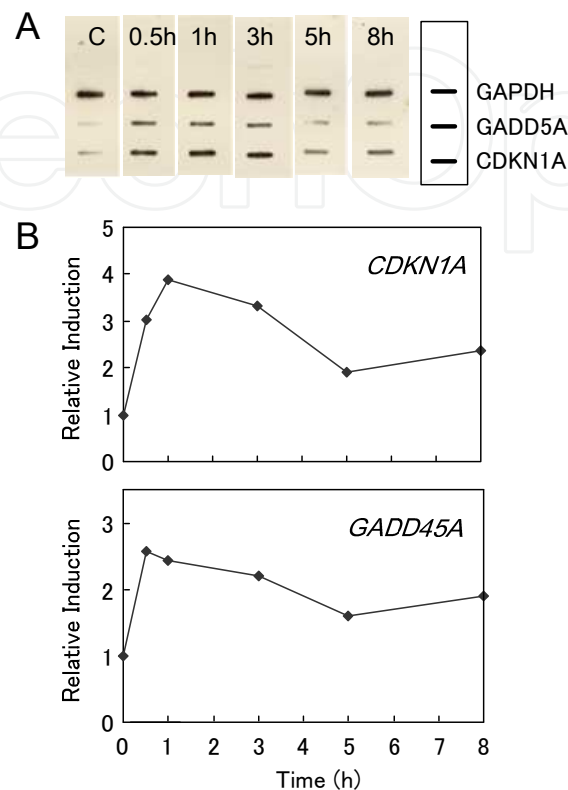 A
C 0.5h 1h 3h 5h 8h
GAPDH
GADD5A
CDKN1A
B
5
4
3
2
1
0
Relative Induction
CDKN1A
3
2
1
0
Relative Induction
GADD45A
0 1 2 3 4 5 6 7 8
Time (h)